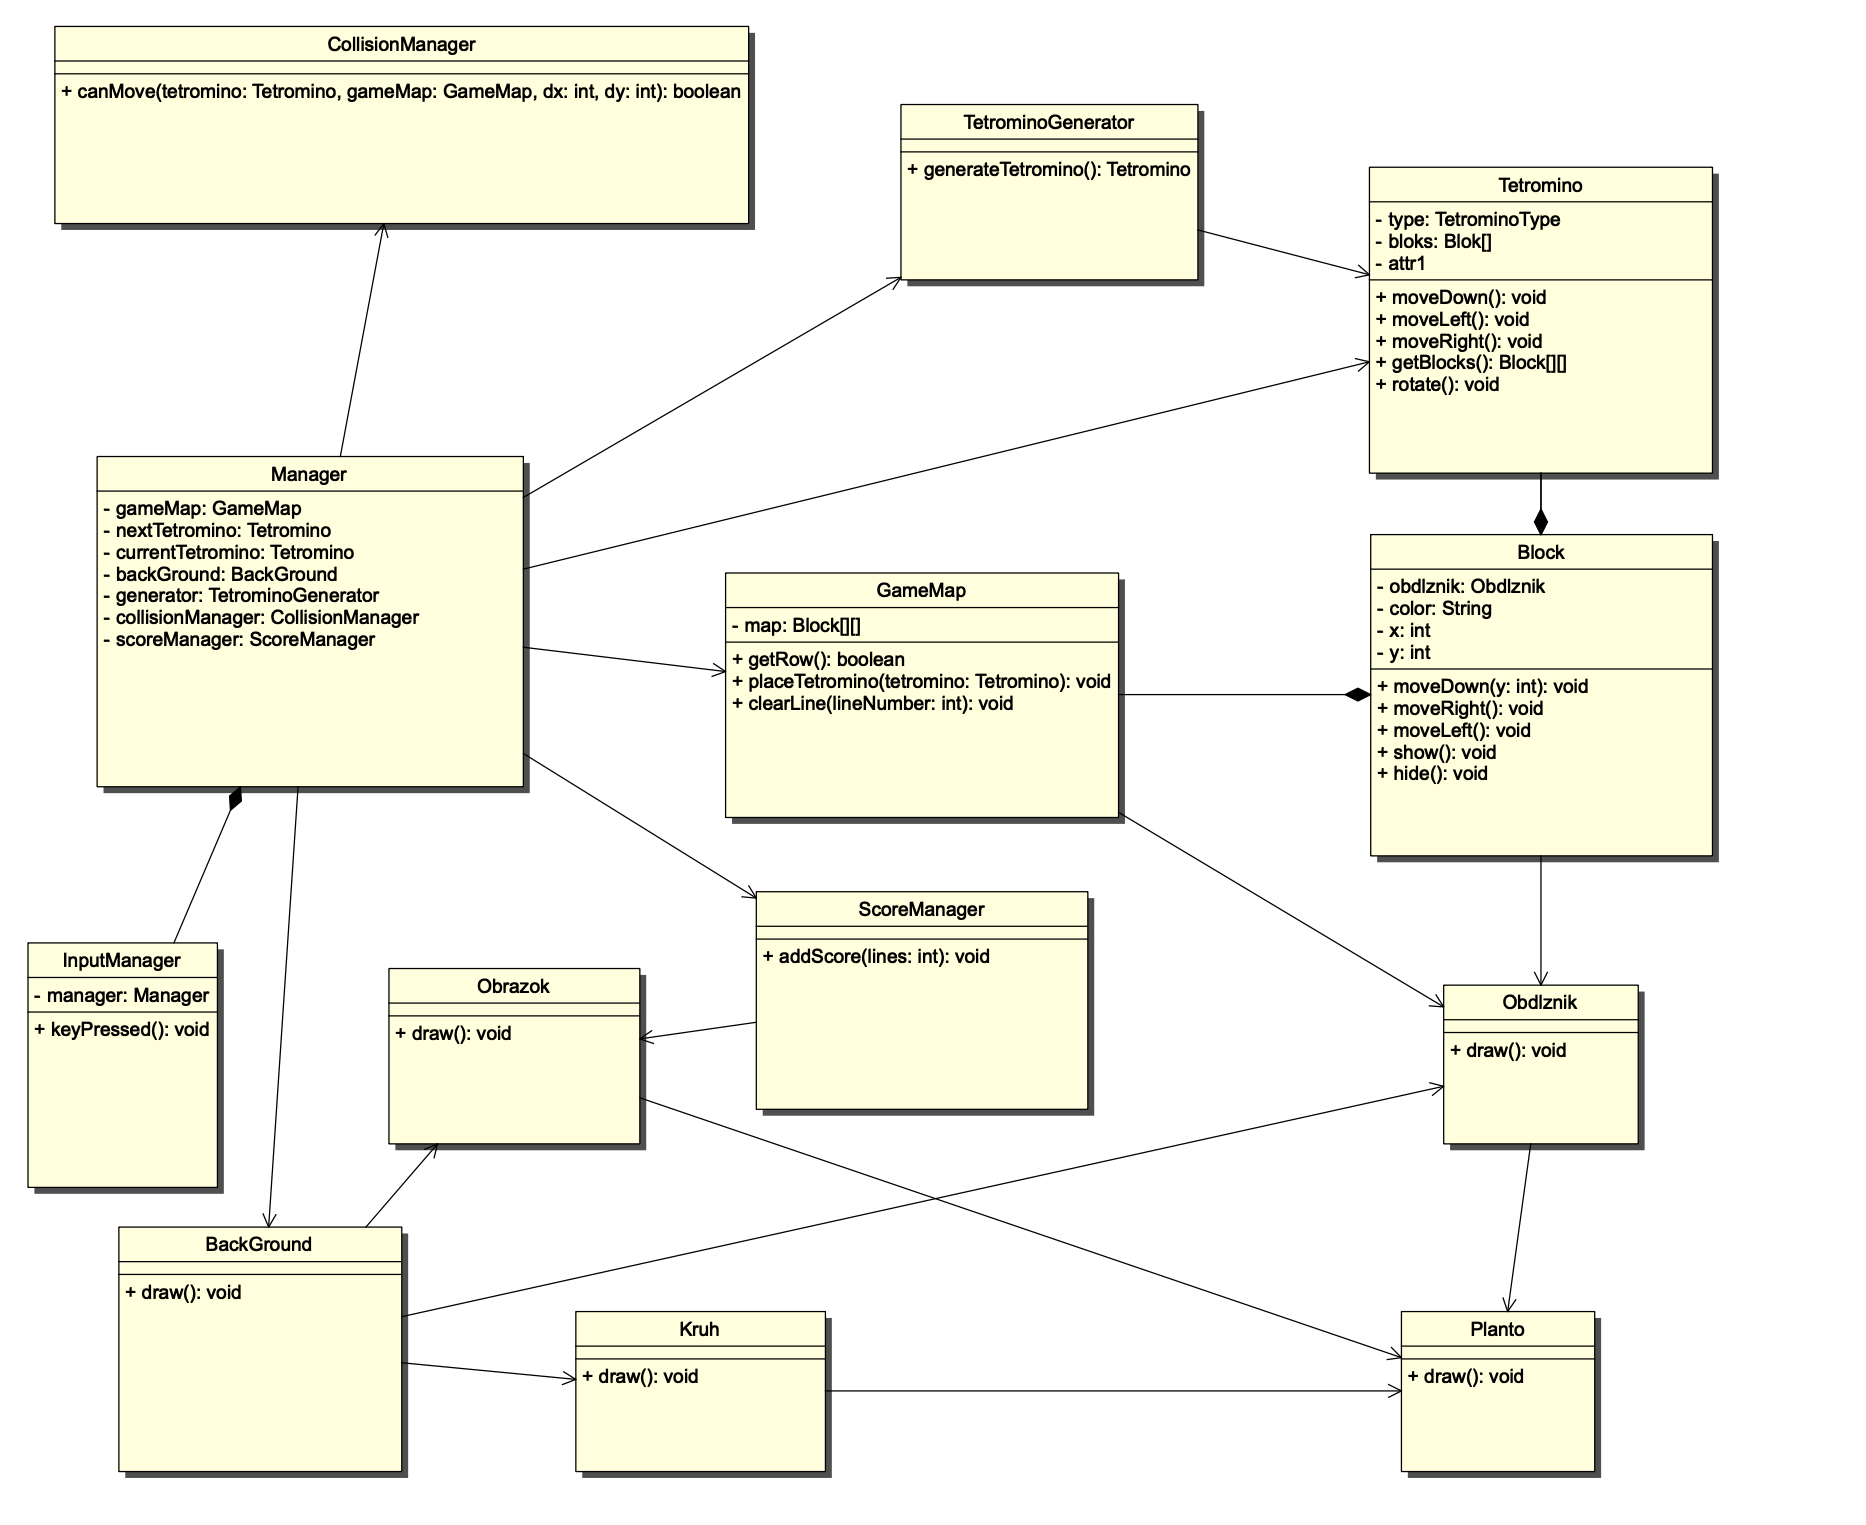 CollisionManager
+ canMove(tetromino: Tetromino, gameMap: GameMap, dx: int, dy: int): boolean
TetrominoGenerator
+ generateTetromino(): Tetromino
Tetromino
- type: TetrominoType
- bloks: Blok[]
- attr1
+ moveDown(): void
+ moveLeft(): void
+ moveRight(): void
+ getBlocks(): Block[][]
+ rotate(): void
Manager
- gameMap: GameMap
- nextTetromino: Tetromino
- currentTetromino: Tetromino
- backGround: BackGround
- generator: TetrominoGenerator
- collisionManager: CollisionManager
- scoreManager: ScoreManager
GameMap
- map: Block[][]
+ getRow(): boolean
+ placeTetromino(tetromino: Tetromino): void
+ clearLine(lineNumber: int): void
Block
- obdlznik: Obdlznik
- color: String
- x: int
- y: int
+ moveDown(y: int): void
+ moveRight(): void
+ moveLeft(): void
+ show(): void
+ hide(): void
InputManager
- manager: Manager
+ keyPressed(): void
Obrazok
+ draw(): void
ScoreManager
+ addScore(lines: int): void
Obdlznik
+ draw(): void
BackGround
+ draw(): void
Kruh
+ draw(): void
Planto
+ draw(): void